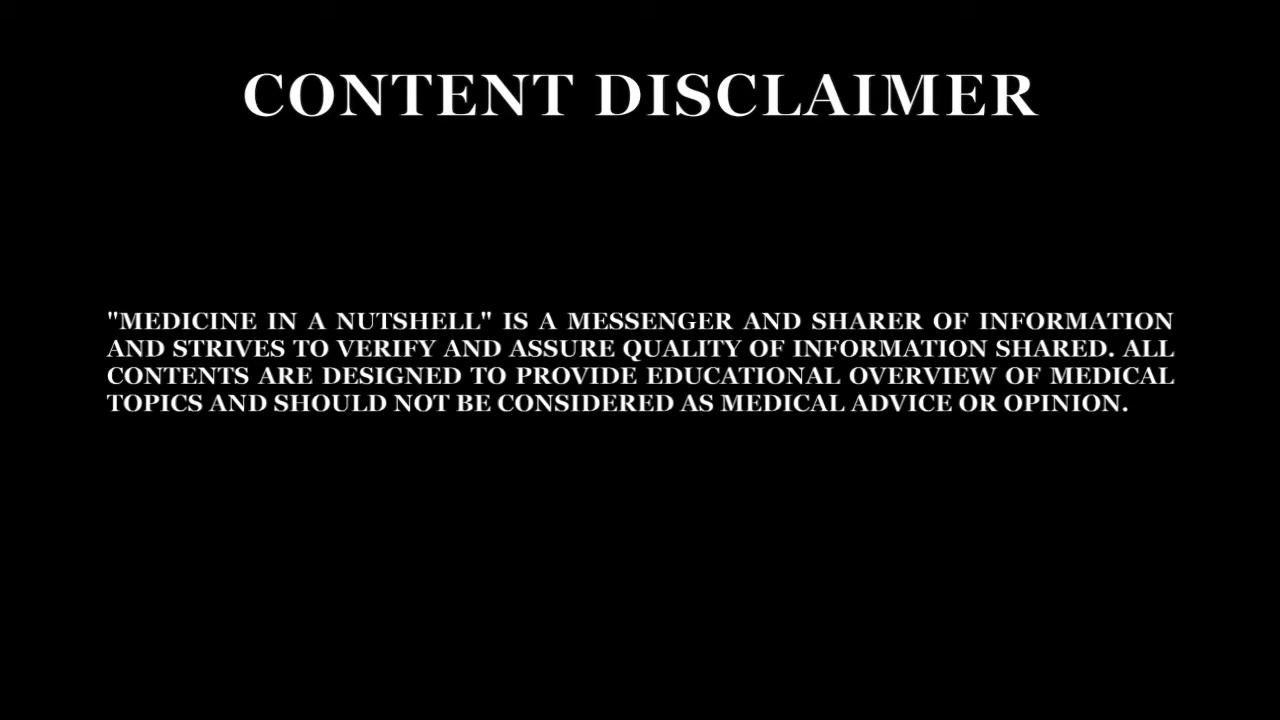 CONTENT DISCLAIMER
"MEDICINE IN A NUTSHELL" IS A MESSENGER AND SHARER OF INFORMATION
AND STRIVES TO VERIFY AND ASSURE QUALITY OF INFORMATION SHARED. ALL
CONTENTS ARE DESIGNED TO PROVIDE EDUCATIONAL OVERVIEW OF MEDICAL
TOPICS AND SHOULD NOT BE CONSIDERED AS MEDICAL ADVICE OR OPINION.